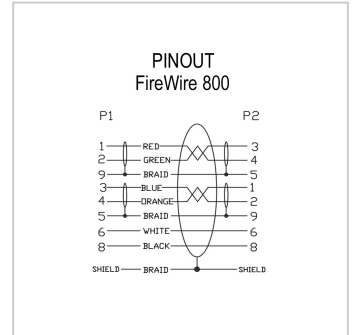 PINOUT
FireWire 800
P1 P2
1 RED 3
2 GREEN 4
9 BRAID 5
3 BLUE 1
4 ORANGE 2
5 BRAID 9
6 WHITE 6
8 BLACK 8
SHIELD BRAID SHIELD